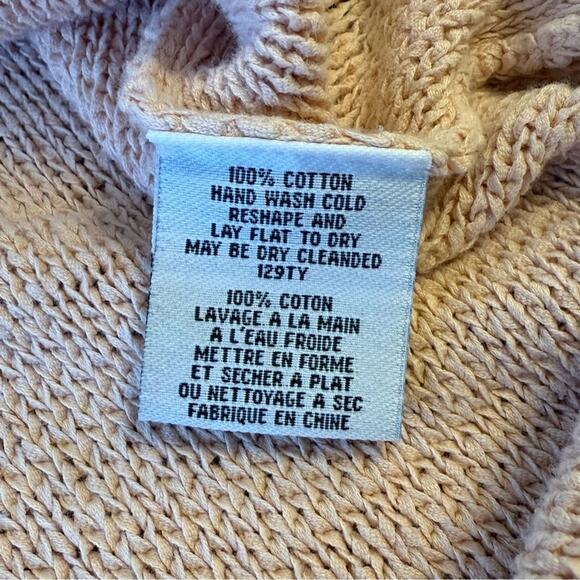 100% COTTON
HAND WASH COLD
RESHAPE AND
LAY FLAT TO DRY
MAY BE DRY CLEANDED
129TY
100% COTON
LAVAGE A LA MAIN
A L'EAU FROIDE
METTRE EN FORME
ET SECHER A PLAT
OU NETTOYAGE A SEC
FABRIQUE EN CHINE